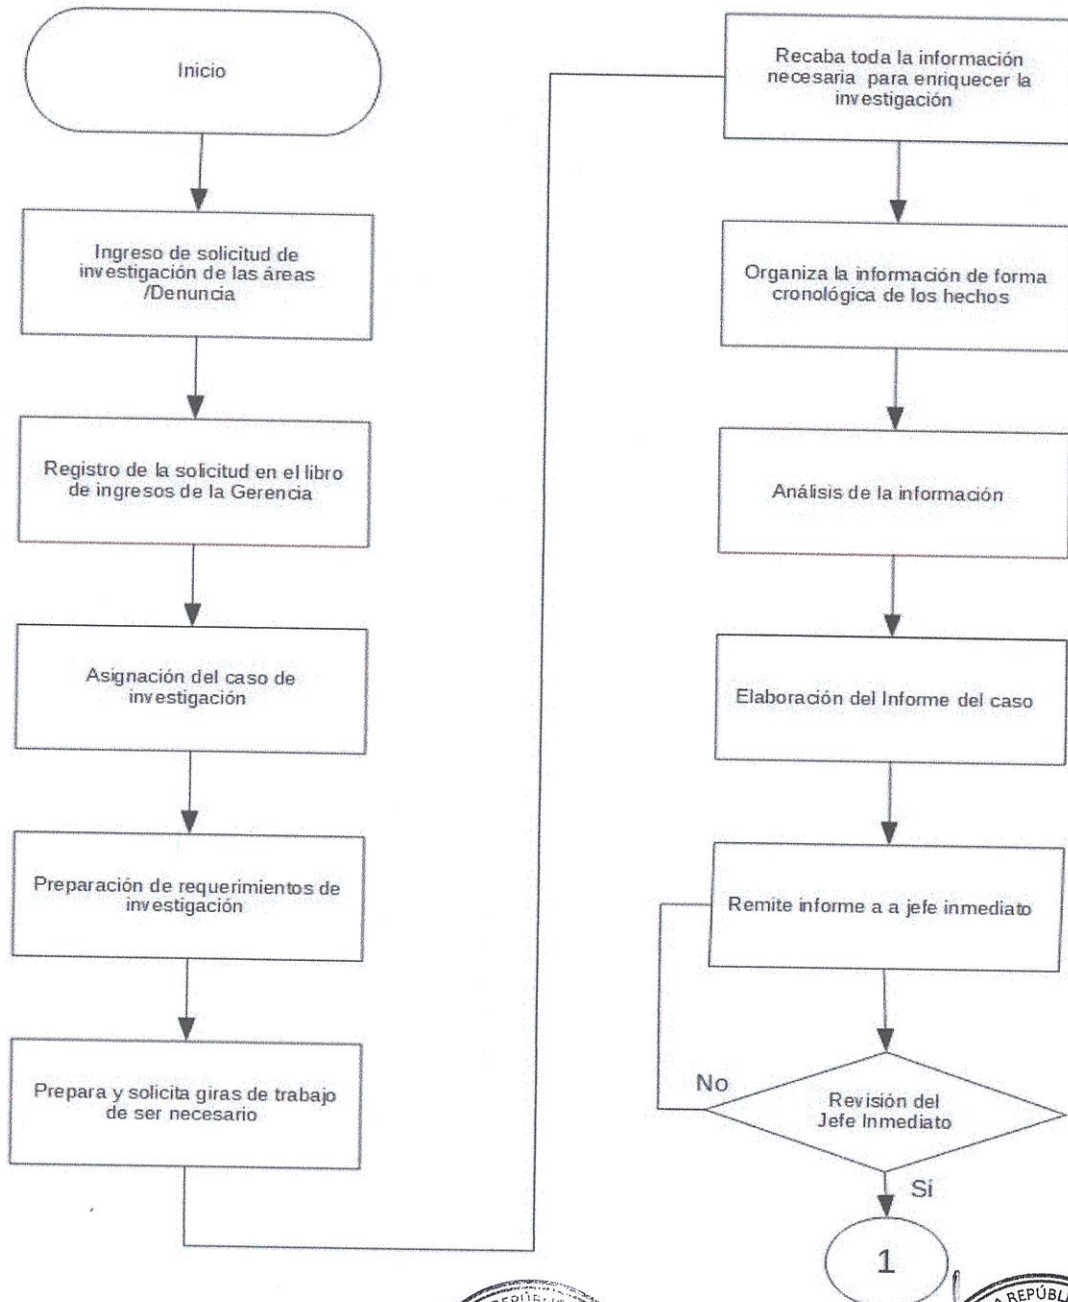 Inicio
Ingreso de solicitud de
investigación de las áreas
/Denuncia
Registro de la solicitud en el libro
de ingresos de la Gerencia
Asignación del caso de
investigación
Preparación de requerimientos de
investigación
Prepara y solicita giras de trabajo
de ser necesario
Recaba toda la información
necesaria para enriquecer la
investigación
Organiza la información de forma
cronológica de los hechos
Análisis de la información
Elaboración del Informe del caso
Remite informe a a jefe inmediato
No
Revisión del
Jefe Inmediato
Sí
1